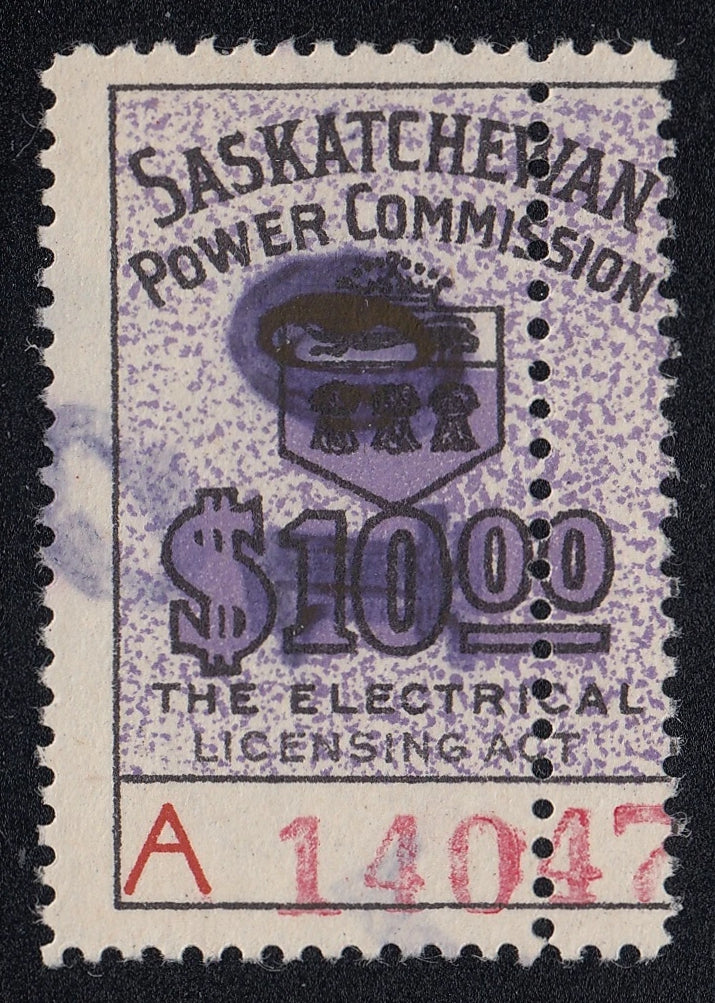 SASKATCHEWAN
POWER COMMISSION
$10.00
THE ELECTRICAL
LICENSING ACT
A 14047